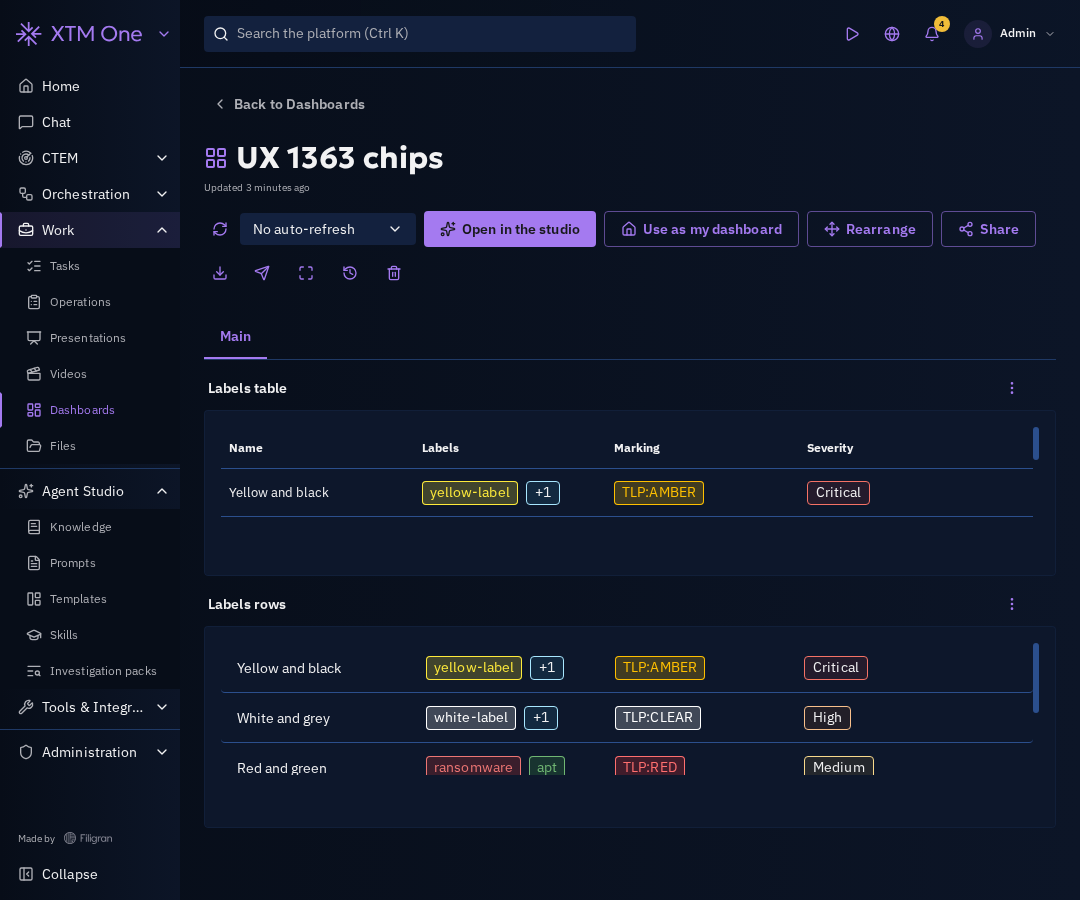 XTM One
Search the platform (Ctrl K)
4
Admin
Home
Chat
CTEM
Orchestration
Work
Tasks
Operations
Presentations
Videos
Dashboards
Files
Agent Studio
Knowledge
Prompts
Templates
Skills
Investigation packs
Tools & Integr...
Administration
Made by Filigran
Collapse
Back to Dashboards
UX 1363 chips
Updated 3 minutes ago
No auto-refresh
Open in the studio
Use as my dashboard
Rearrange
Share
Main
Labels table
Name Labels Marking Severity
Yellow and black yellow-label +1 TLP:AMBER Critical
Labels rows
Yellow and black yellow-label +1 TLP:AMBER Critical
White and grey white-label +1 TLP:CLEAR High
Red and green ransomware apt TLP:RED Medium